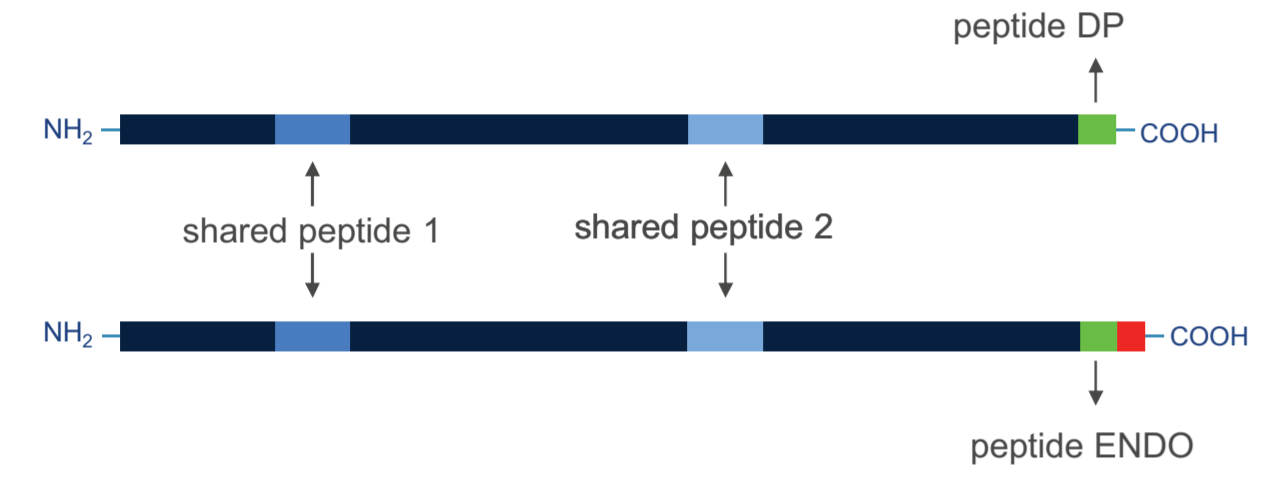 peptide DP
NH₂
COOH
shared peptide 1
shared peptide 2
NH₂
COOH
peptide ENDO